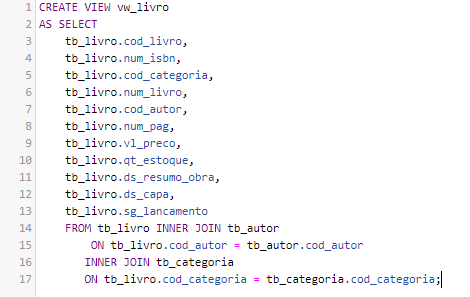 1 CREATE VIEW vw_livro
2 AS SELECT
3 tb_livro.cod_livro,
4 tb_livro.num_isbn,
5 tb_livro.cod_categoria,
6 tb_livro.num_livro,
7 tb_livro.cod_autor,
8 tb_livro.num_pag,
9 tb_livro.vl_preco,
10 tb_livro.qt_estoque,
11 tb_livro.ds_resumo_obra,
12 tb_livro.ds_capa,
13 tb_livro.sg_lancamento
14 FROM tb_livro INNER JOIN tb_autor
15 ON tb_livro.cod_autor = tb_autor.cod_autor
16 INNER JOIN tb_categoria
17 ON tb_livro.cod_categoria = tb_categoria.cod_categoria;